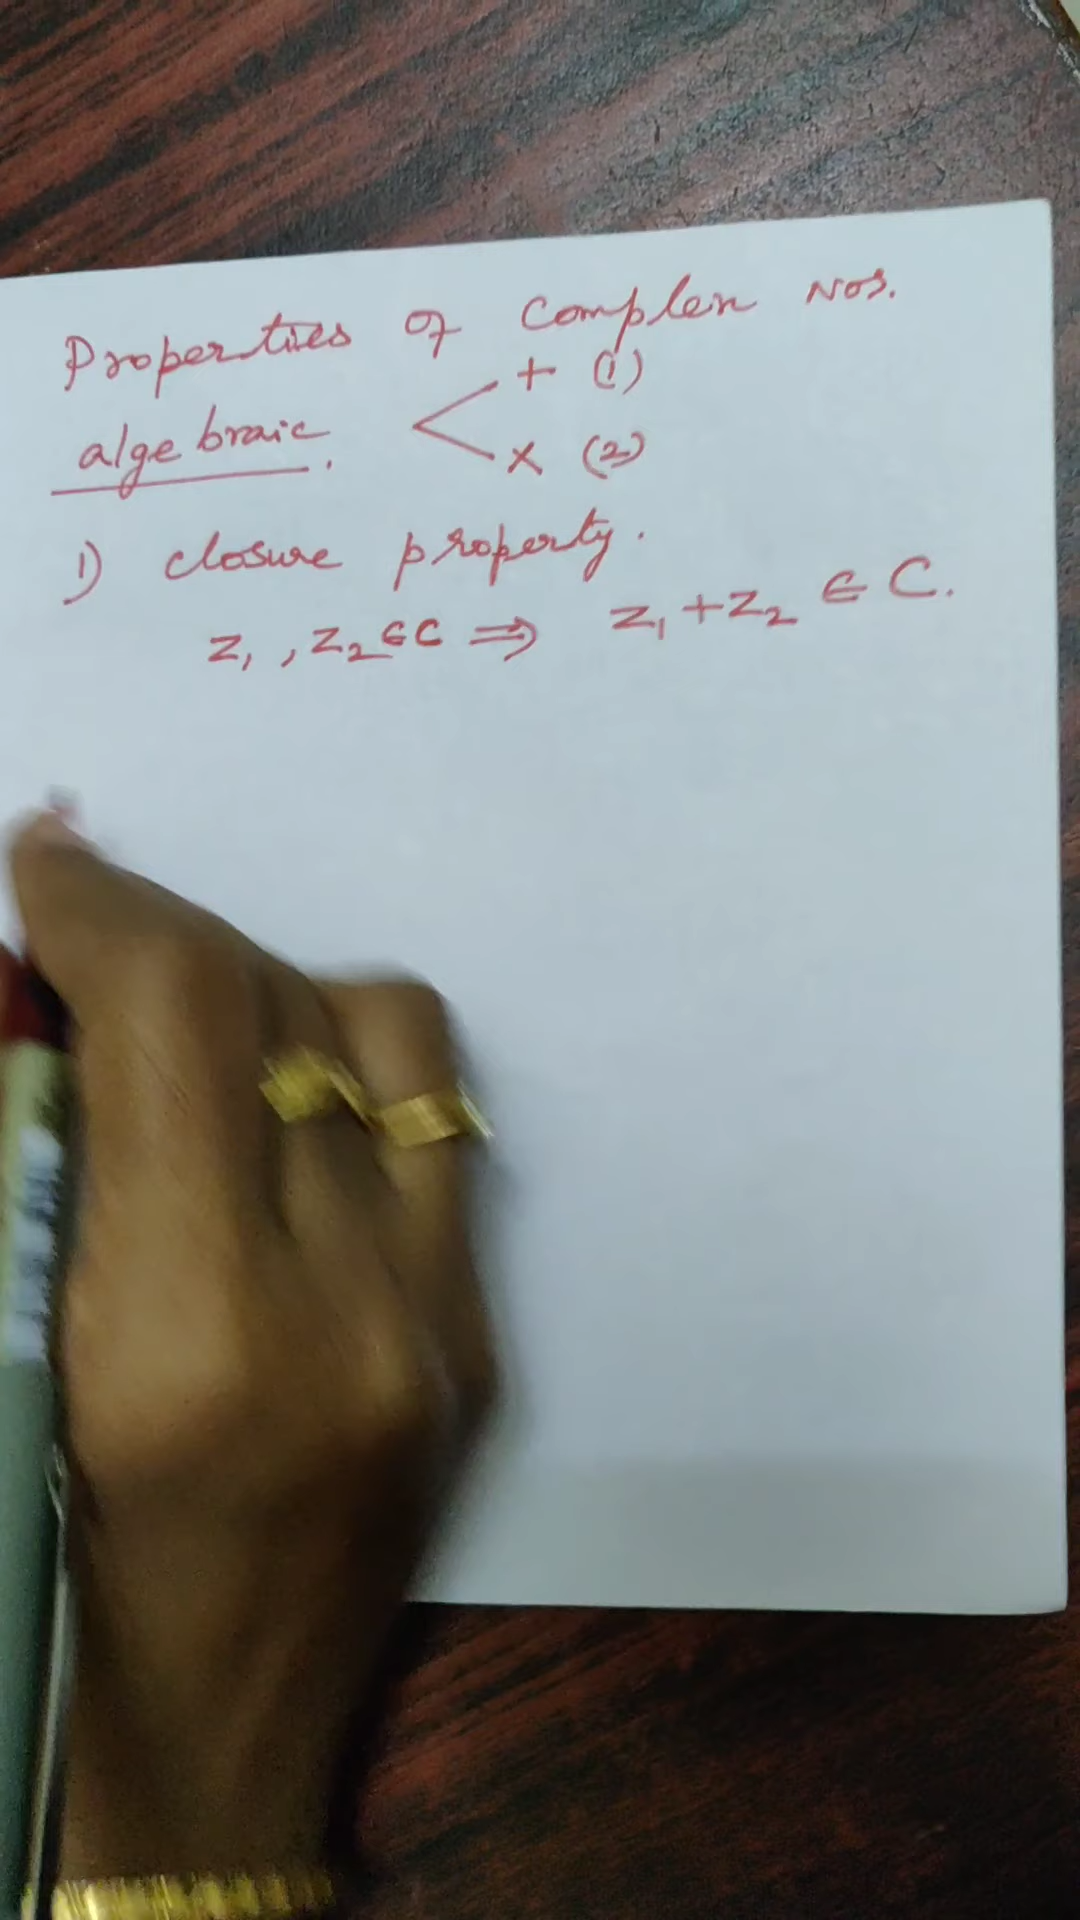 Properties of Complex Nos.
algebraic. < + (1)
× (2)
1) closure property.
z₁, z₂ ∈ C ⇒ z₁ + z₂ ∈ C.